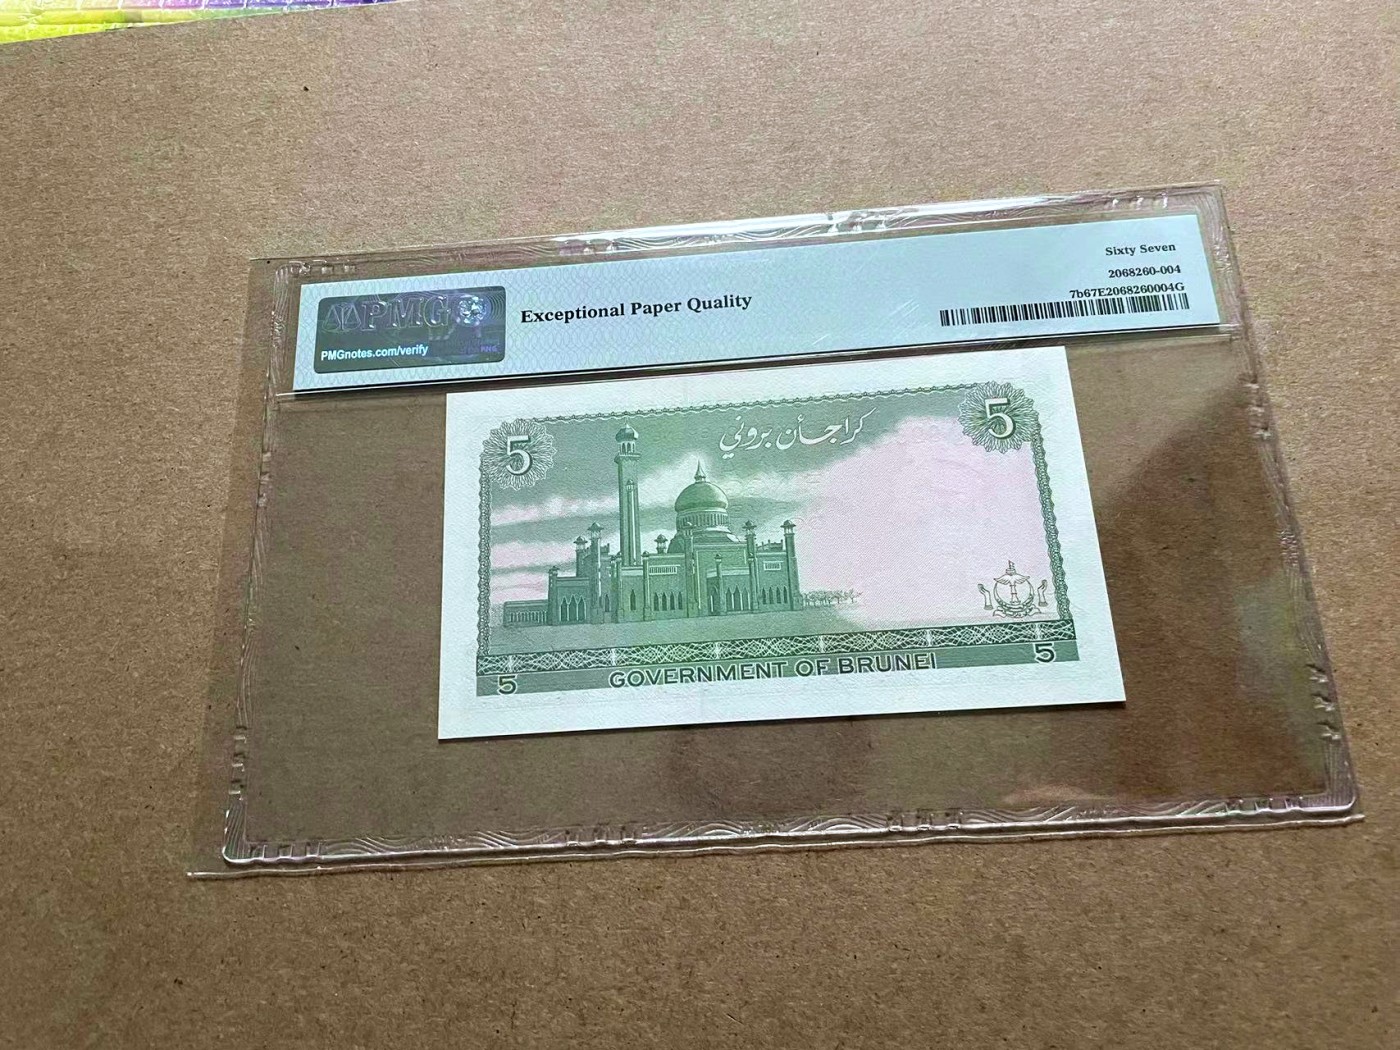 Sixty Seven
2068260-004
7b67E2068260004G
PMG
Exceptional Paper Quality
PMGnotes.com/verify
5
كراجأن بروني
5
5
GOVERNMENT OF BRUNEI
5